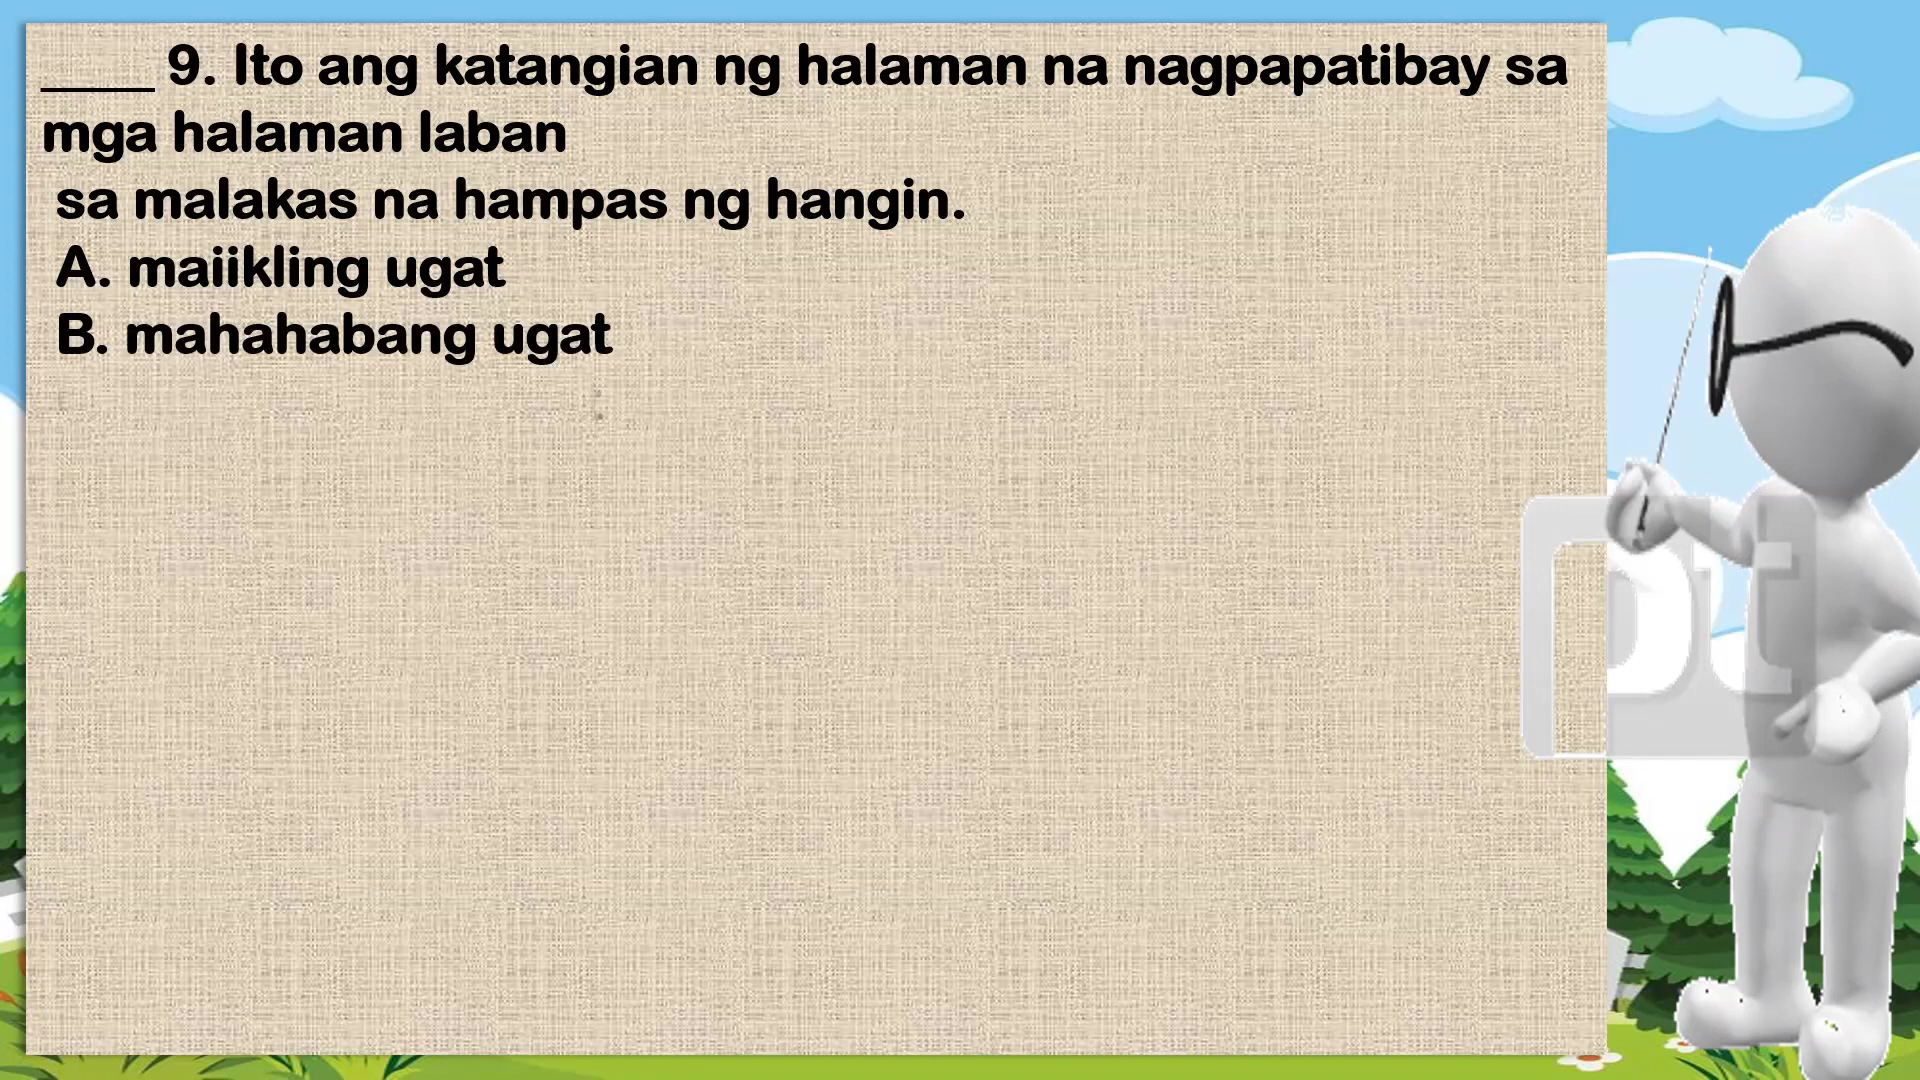 ____ 9. Ito ang katangian ng halaman na nagpapatibay sa
mga halaman laban
sa malakas na hampas ng hangin.
A. maiikling ugat
B. mahahabang ugat